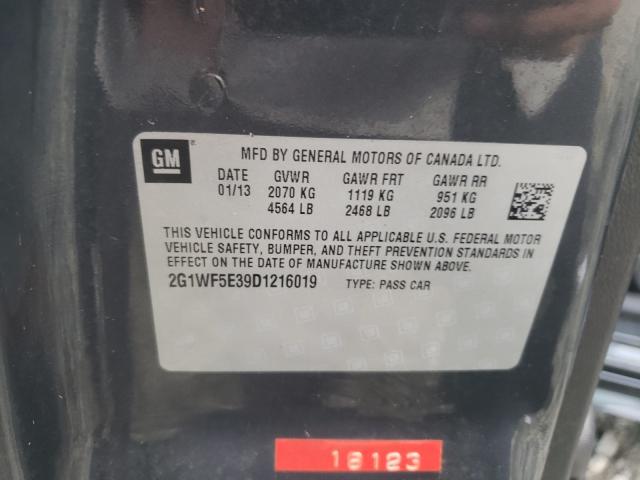 GM
MFD BY GENERAL MOTORS OF CANADA LTD.
DATE GVWR GAWR FRT GAWR RR
01/13 2070 KG 1119 KG 951 KG
4564 LB 2468 LB 2096 LB
THIS VEHICLE CONFORMS TO ALL APPLICABLE U.S. FEDERAL MOTOR
VEHICLE SAFETY, BUMPER, AND THEFT PREVENTION STANDARDS
IN EFFECT ON THE DATE OF MANUFACTURE SHOWN ABOVE.
2G1WF5E39D1216019 TYPE: PASS CAR
16123